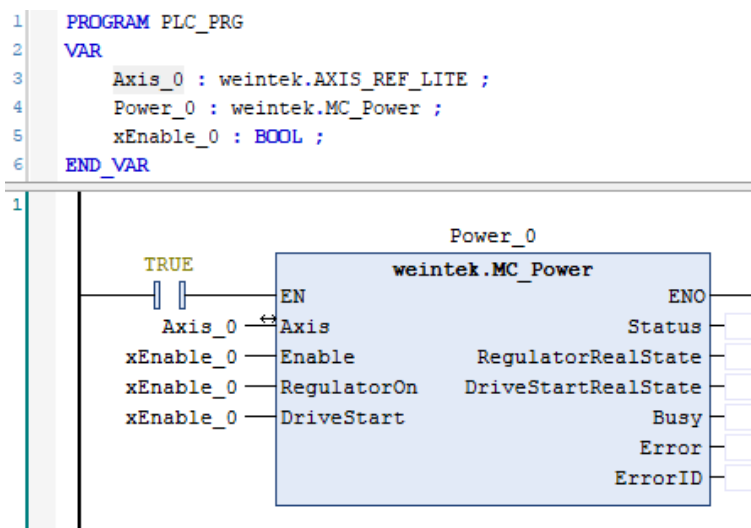 1 PROGRAM PLC_PRG
2 VAR
3 Axis_0 : weintek.AXIS_REF_LITE ;
4 Power_0 : weintek.MC_Power ;
5 xEnable_0 : BOOL ;
6 END_VAR
1
Power_0
TRUE weintek.MC_Power
EN ENO
Axis_0 Axis Status
xEnable_0 Enable RegulatorRealState
xEnable_0 RegulatorOn DriveStartRealState
xEnable_0 DriveStart Busy
Error
ErrorID